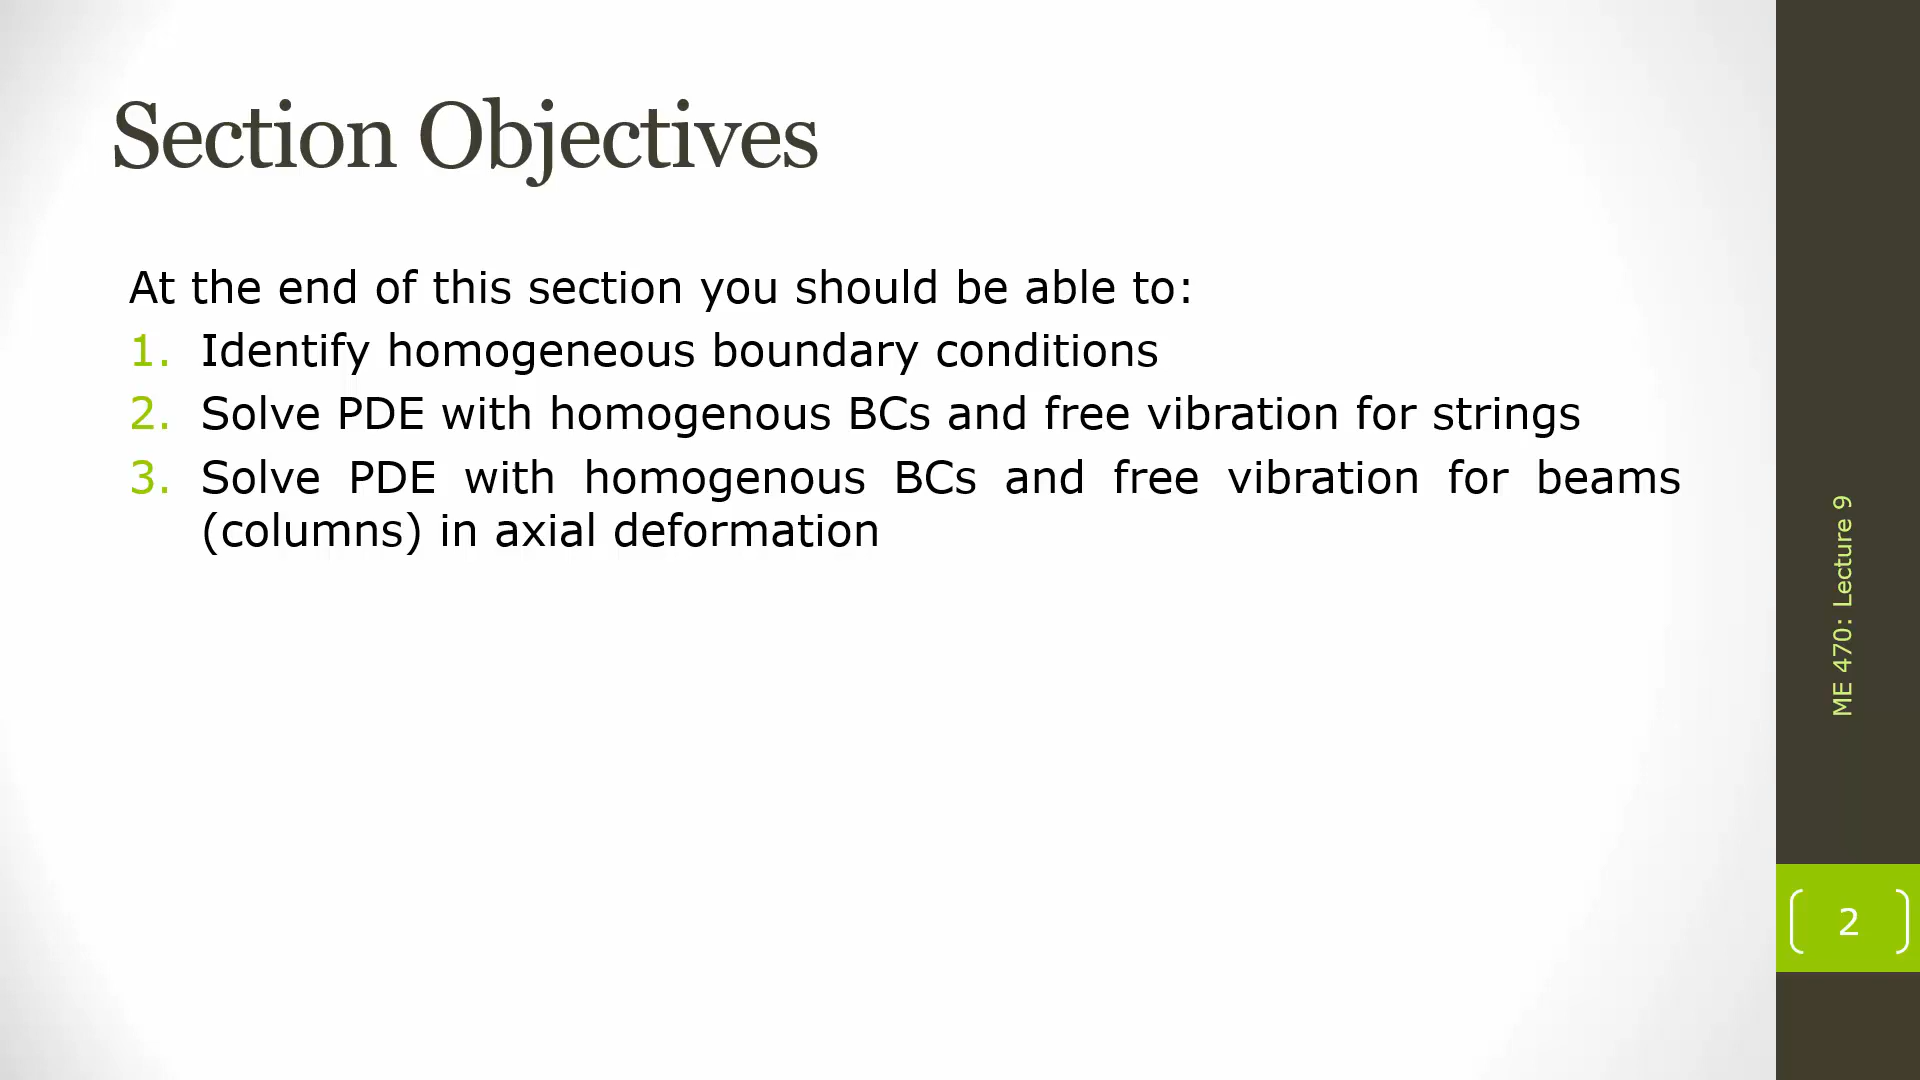 Section Objectives
At the end of this section you should be able to:
1. Identify homogeneous boundary conditions
2. Solve PDE with homogenous BCs and free vibration for strings
3. Solve PDE with homogenous BCs and free vibration for beams
(columns) in axial deformation
ME 470: Lecture 9
2